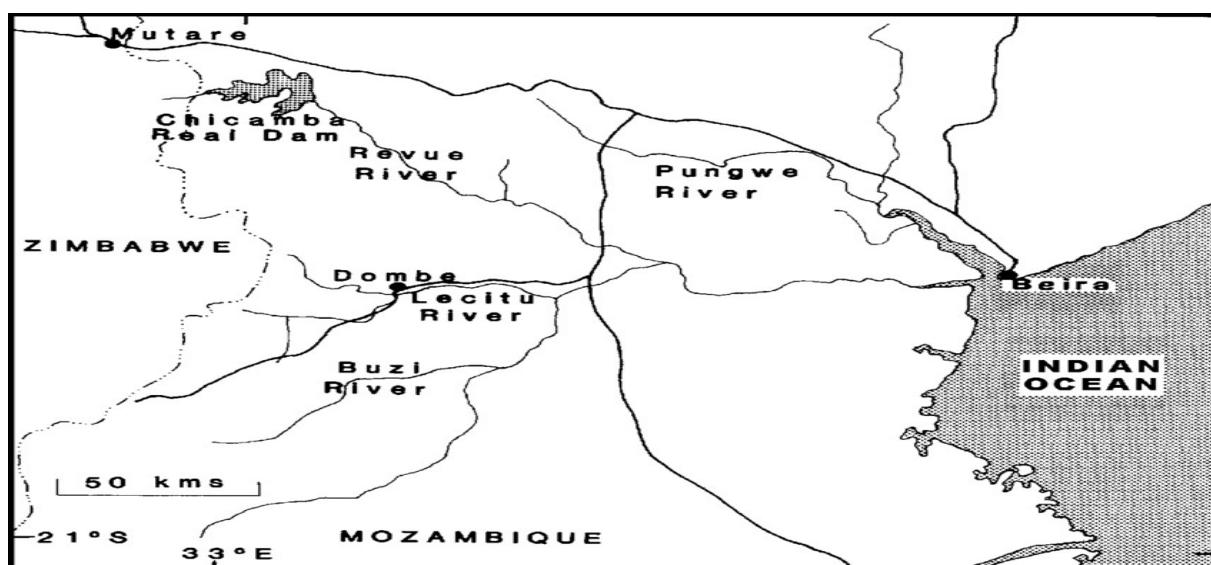 Mutare
Chicamba
Real Dam
Revue
River
Pungwe
River
ZIMBABWE
Dombe
Lecitu
River
Beira
Buzi
River
INDIAN
OCEAN
50 kms
21°S
33°E
MOZAMBIQUE